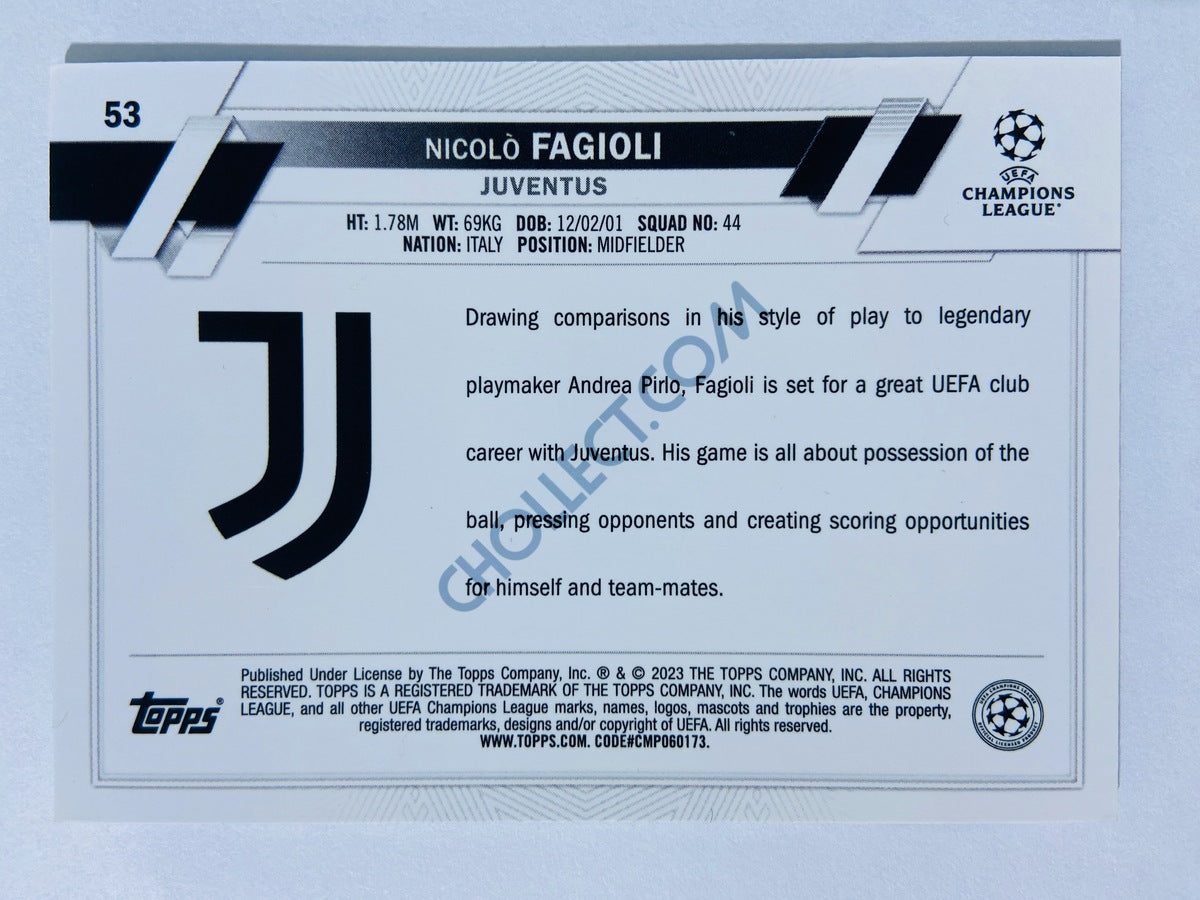 53
NICOLÒ FAGIOLI
JUVENTUS
HT: 1.78M WT: 69KG DOB: 12/02/01 SQUAD NO: 44
NATION: ITALY POSITION: MIDFIELDER
UEFA
CHAMPIONS
LEAGUE®
Drawing comparisons in his style of play to legendary
playmaker Andrea Pirlo, Fagioli is set for a great UEFA club
career with Juventus. His game is all about possession of the
ball, pressing opponents and creating scoring opportunities
for himself and team-mates.
CHOLLECT.COM
Published Under License by The Topps Company, Inc. ® & © 2023 THE TOPPS COMPANY, INC. ALL RIGHTS
RESERVED. TOPPS IS A REGISTERED TRADEMARK OF THE TOPPS COMPANY, INC. The words UEFA, CHAMPIONS
LEAGUE, and all other UEFA Champions League marks, names, logos, mascots and trophies are the property,
registered trademarks, designs and/or copyright of UEFA. All rights reserved.
WWW.TOPPS.COM. CODE#CMP060173.
topps®
UEFA CHAMPIONS LEAGUE
OFFICIAL LICENSED PRODUCT